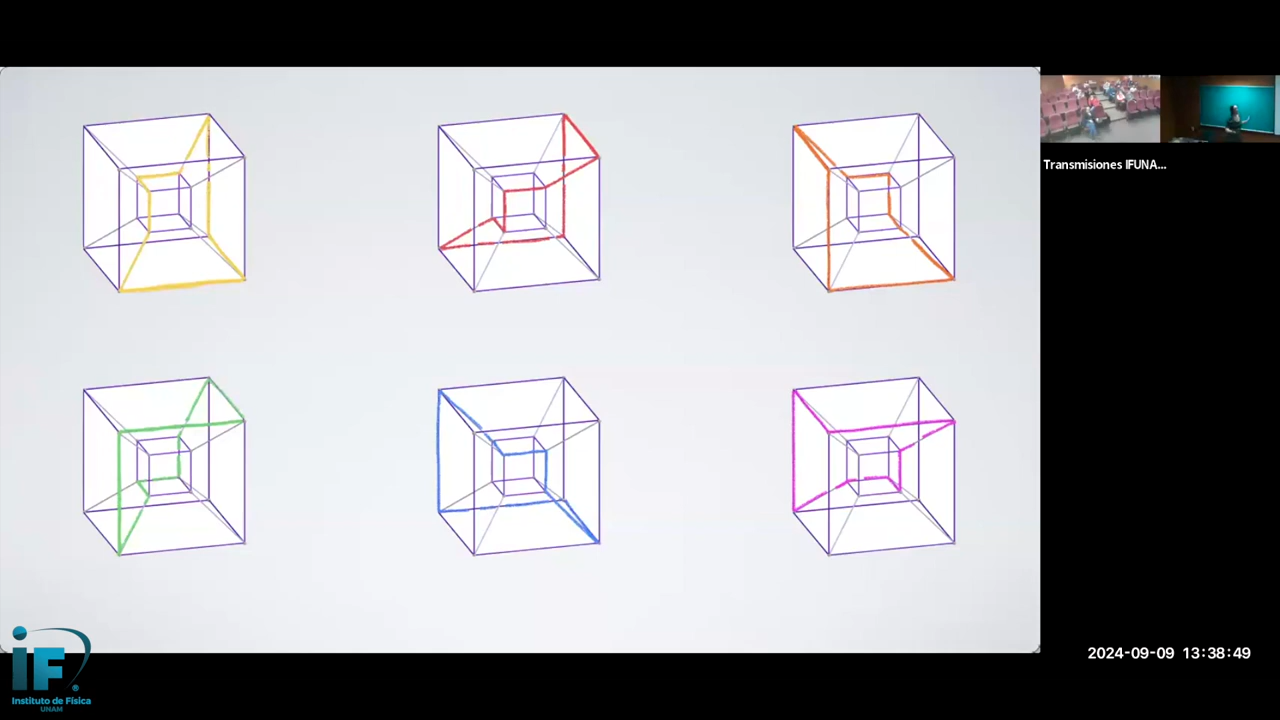 Transmisiones IFUNA...
iF
®
Instituto de Física
UNAM
2024-09-09 13:38:49